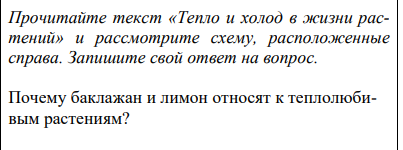 Прочитайте текст «Тепло и холод в жизни рас-
тений» и рассмотрите схему, расположенные
справа. Запишите свой ответ на вопрос.
Почему баклажан и лимон относят к теплолюби-
вым растениям?